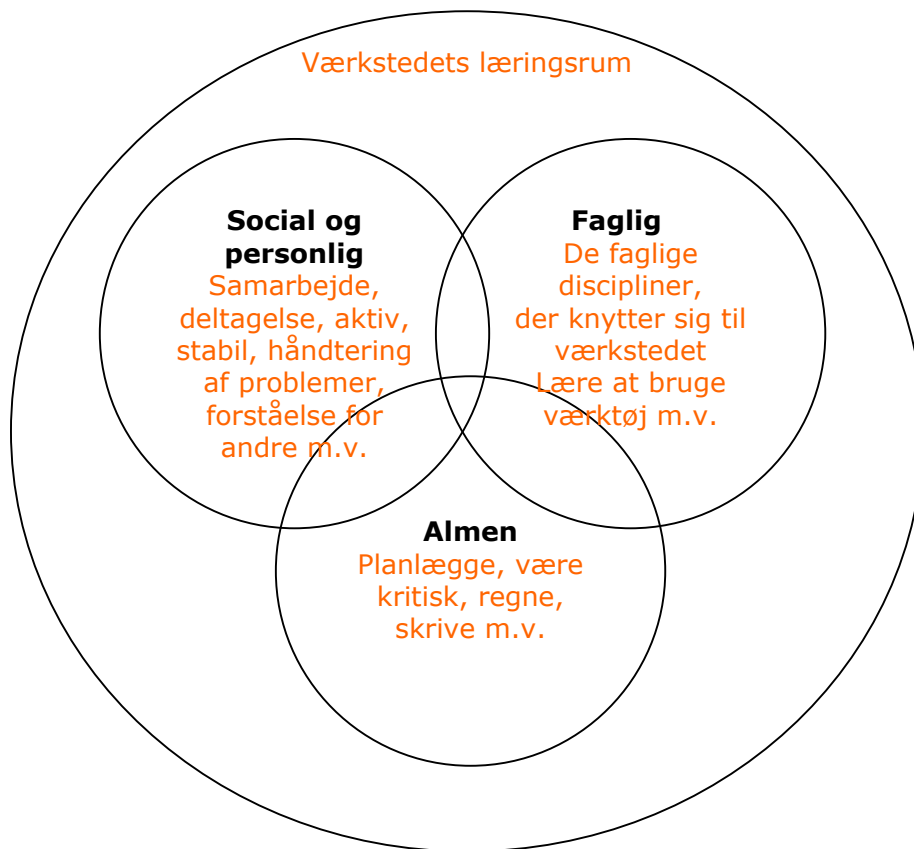 Værkstedets læringsrum
Social og
personlig
Samarbejde,
deltagelse, aktiv,
stabil, håndtering
af problemer,
forståelse for
andre m.v.
Faglig
De faglige
discipliner,
der knytter sig til
værkstedet
Lære at bruge
værktøj m.v.
Almen
Planlægge, være
kritisk, regne,
skrive m.v.